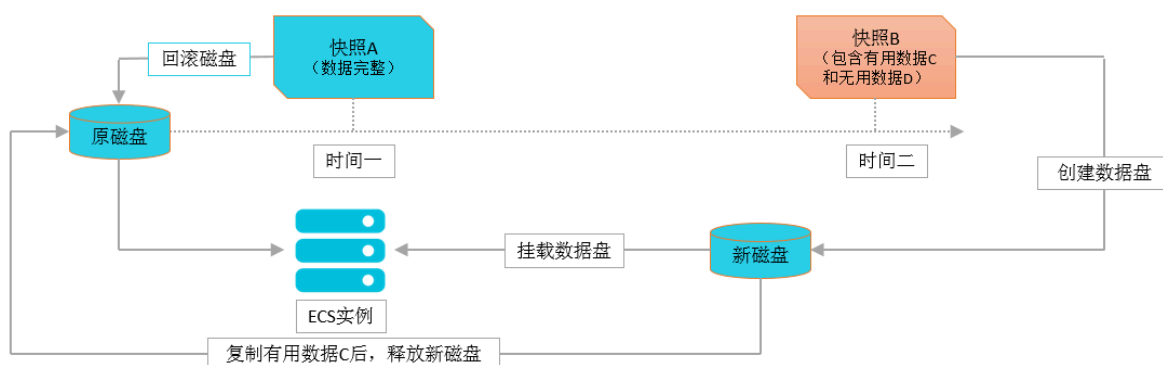 快照A
（数据完整）
快照B
（包含有用数据C
和无用数据D）
回滚磁盘
原磁盘
时间一
时间二
创建数据盘
挂载数据盘
新磁盘
ECS实例
复制有用数据C后，释放新磁盘